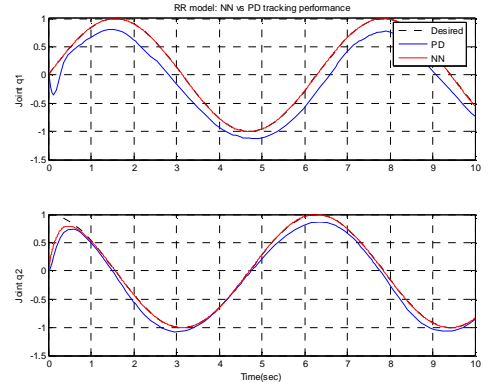 RR model: NN vs PD tracking performance
1
0.5
0
-0.5
-1
-1.5
Joint q1
Desired
PD
NN
0 1 2 3 4 5 6 7 8 9 10
1
0.5
0
-0.5
-1
-1.5
Joint q2
0 1 2 3 4 5 6 7 8 9 10
Time(sec)